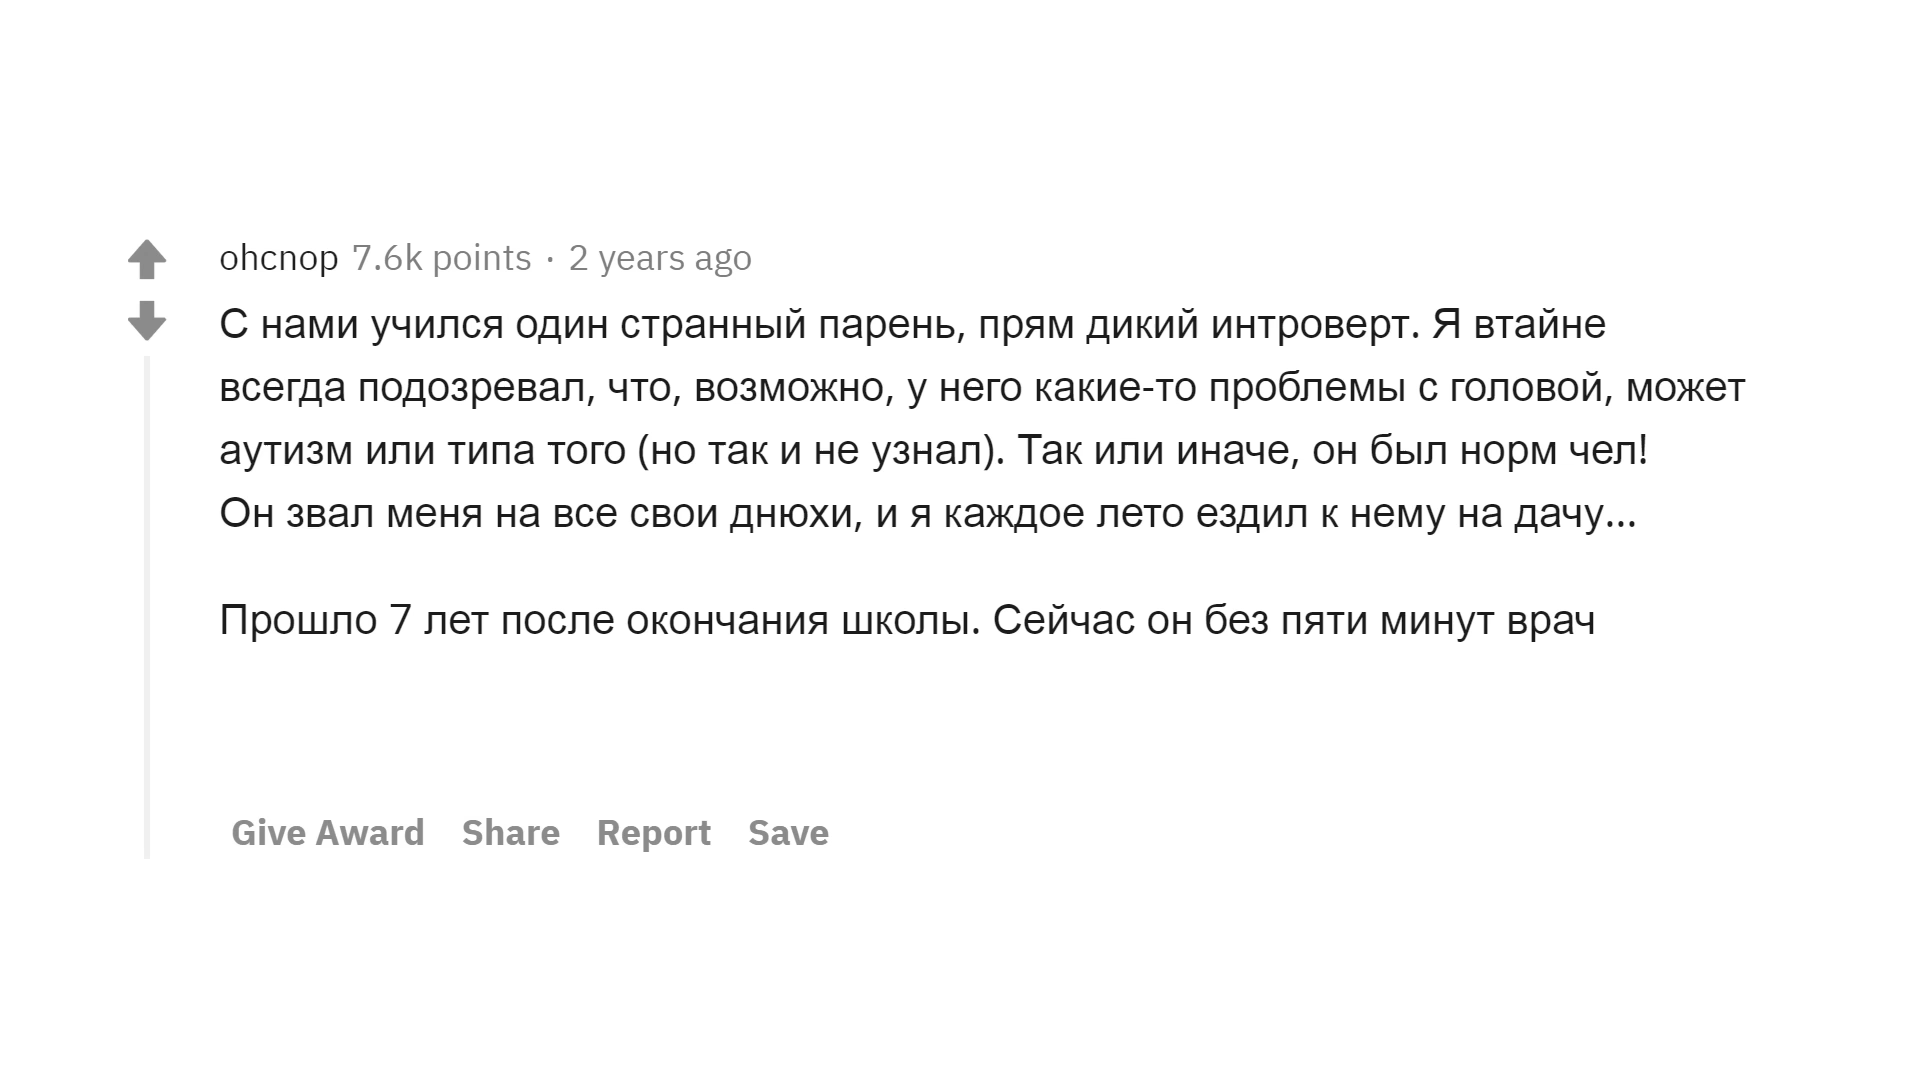 ohcnop 7.6k points · 2 years ago
С нами учился один странный парень, прям дикий интроверт. Я втайне
всегда подозревал, что, возможно, у него какие-то проблемы с головой, может
аутизм или типа того (но так и не узнал). Так или иначе, он был норм чел!
Он звал меня на все свои днюхи, и я каждое лето ездил к нему на дачу...
Прошло 7 лет после окончания школы. Сейчас он без пяти минут врач
Give Award Share Report Save